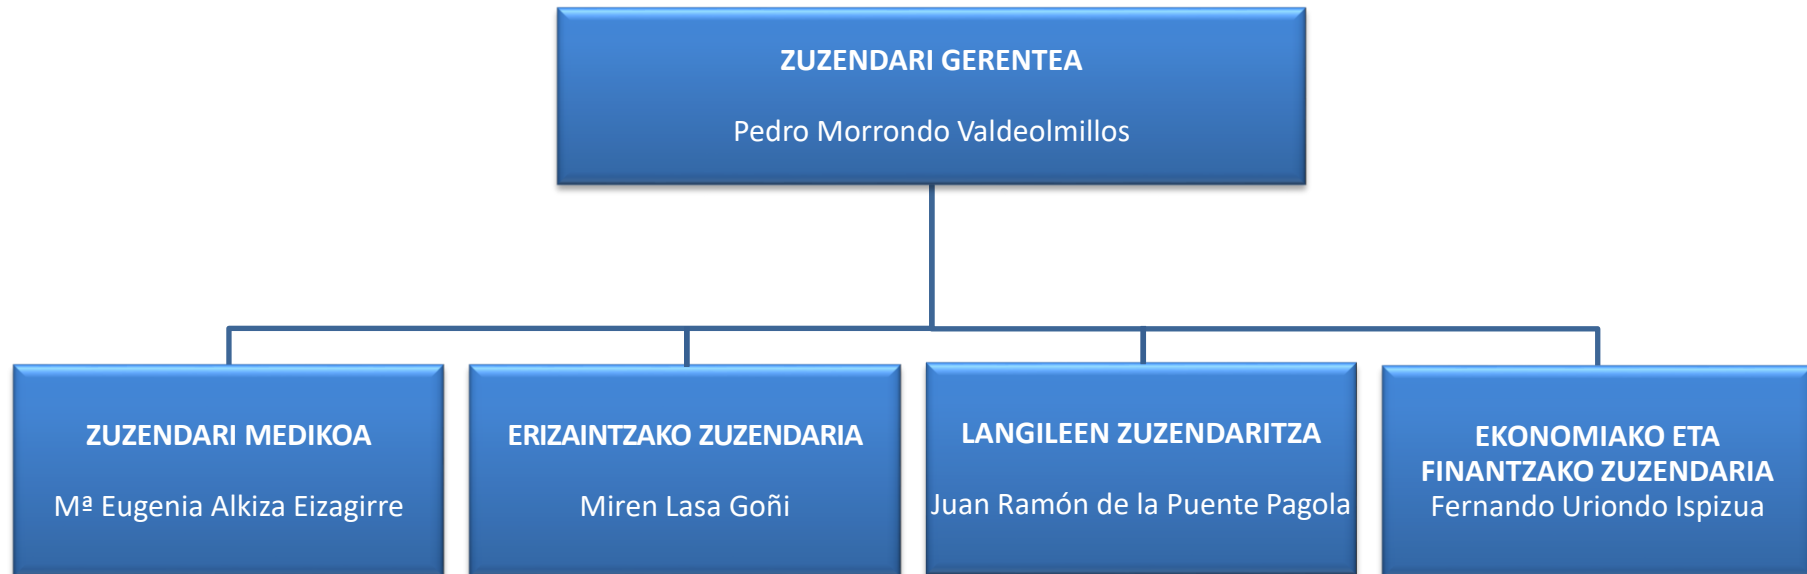 ZUZENDARI GERENTEA
Pedro Morrondo Valdeolmillos
ZUZENDARI MEDIKOA
Mª Eugenia Alkiza Eizagirre
ERIZAINTZAKO ZUZENDARIA
Miren Lasa Goñi
LANGILEEN ZUZENDARITZA
Juan Ramón de la Puente Pagola
EKONOMIAKO ETA
FINANTZAKO ZUZENDARIA
Fernando Uriondo Ispizua